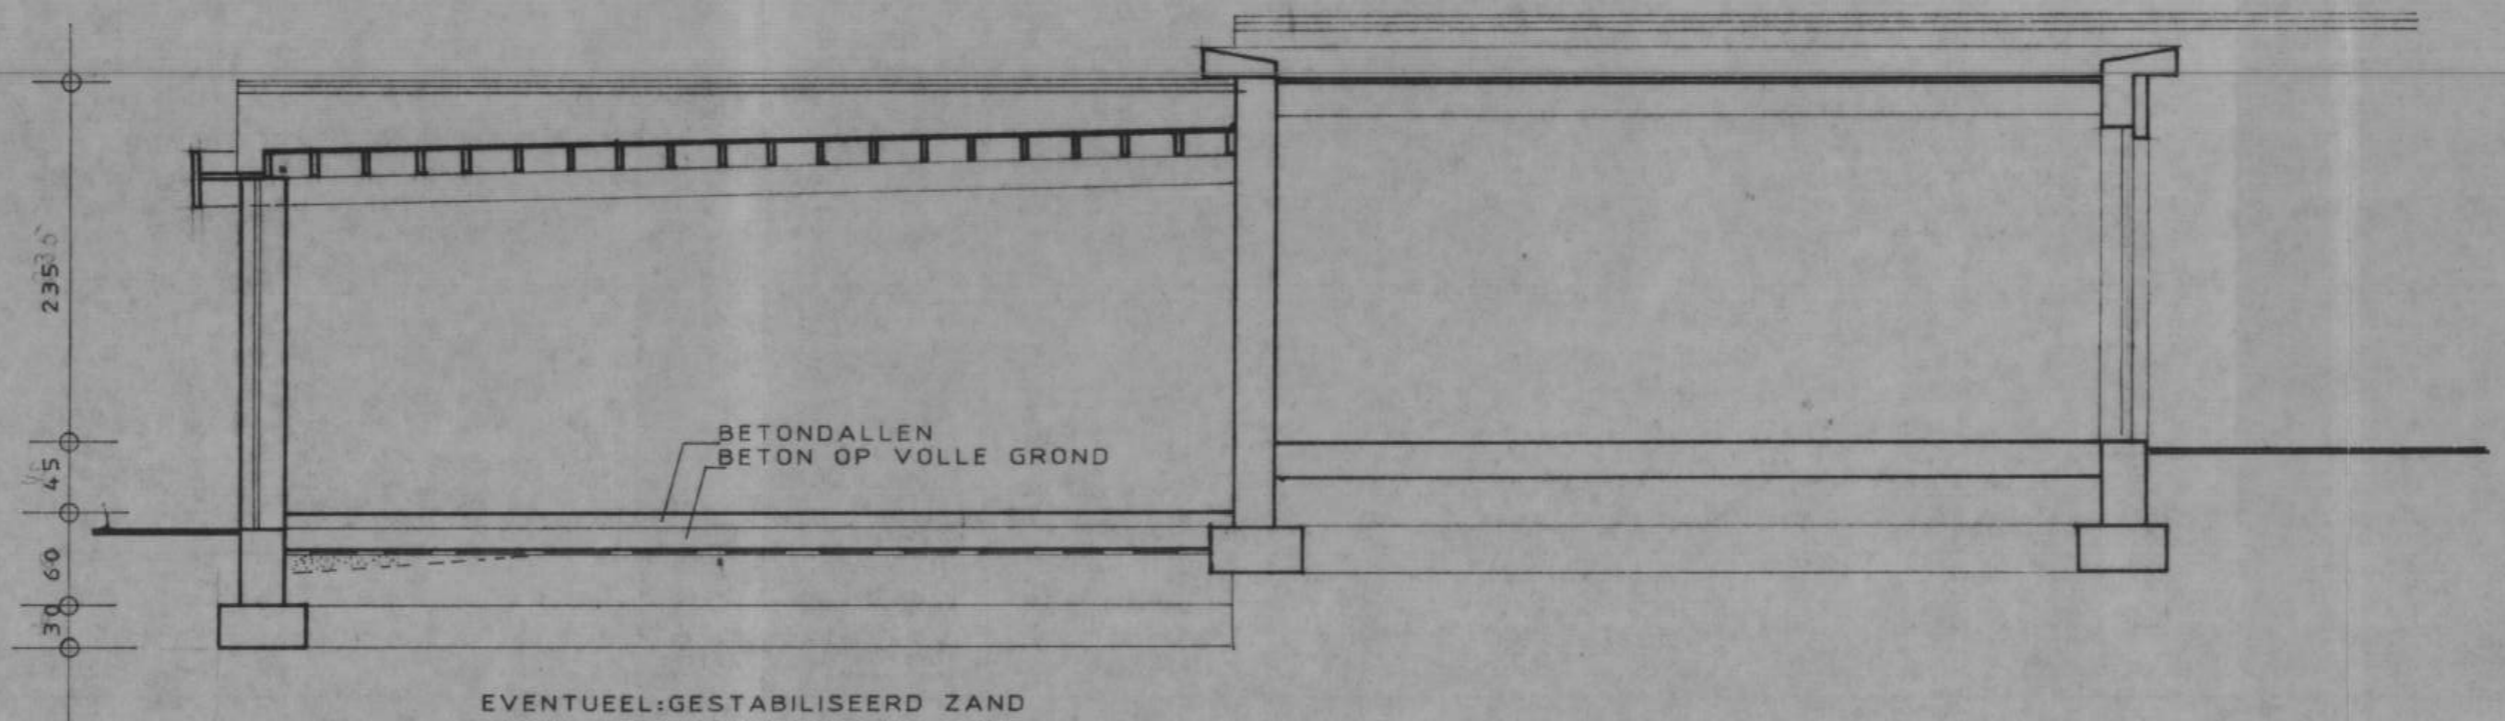 235
45
60
30
BETONDALLEN
BETON OP VOLLE GROND
EVENTUEEL:GESTABILISEERD ZAND